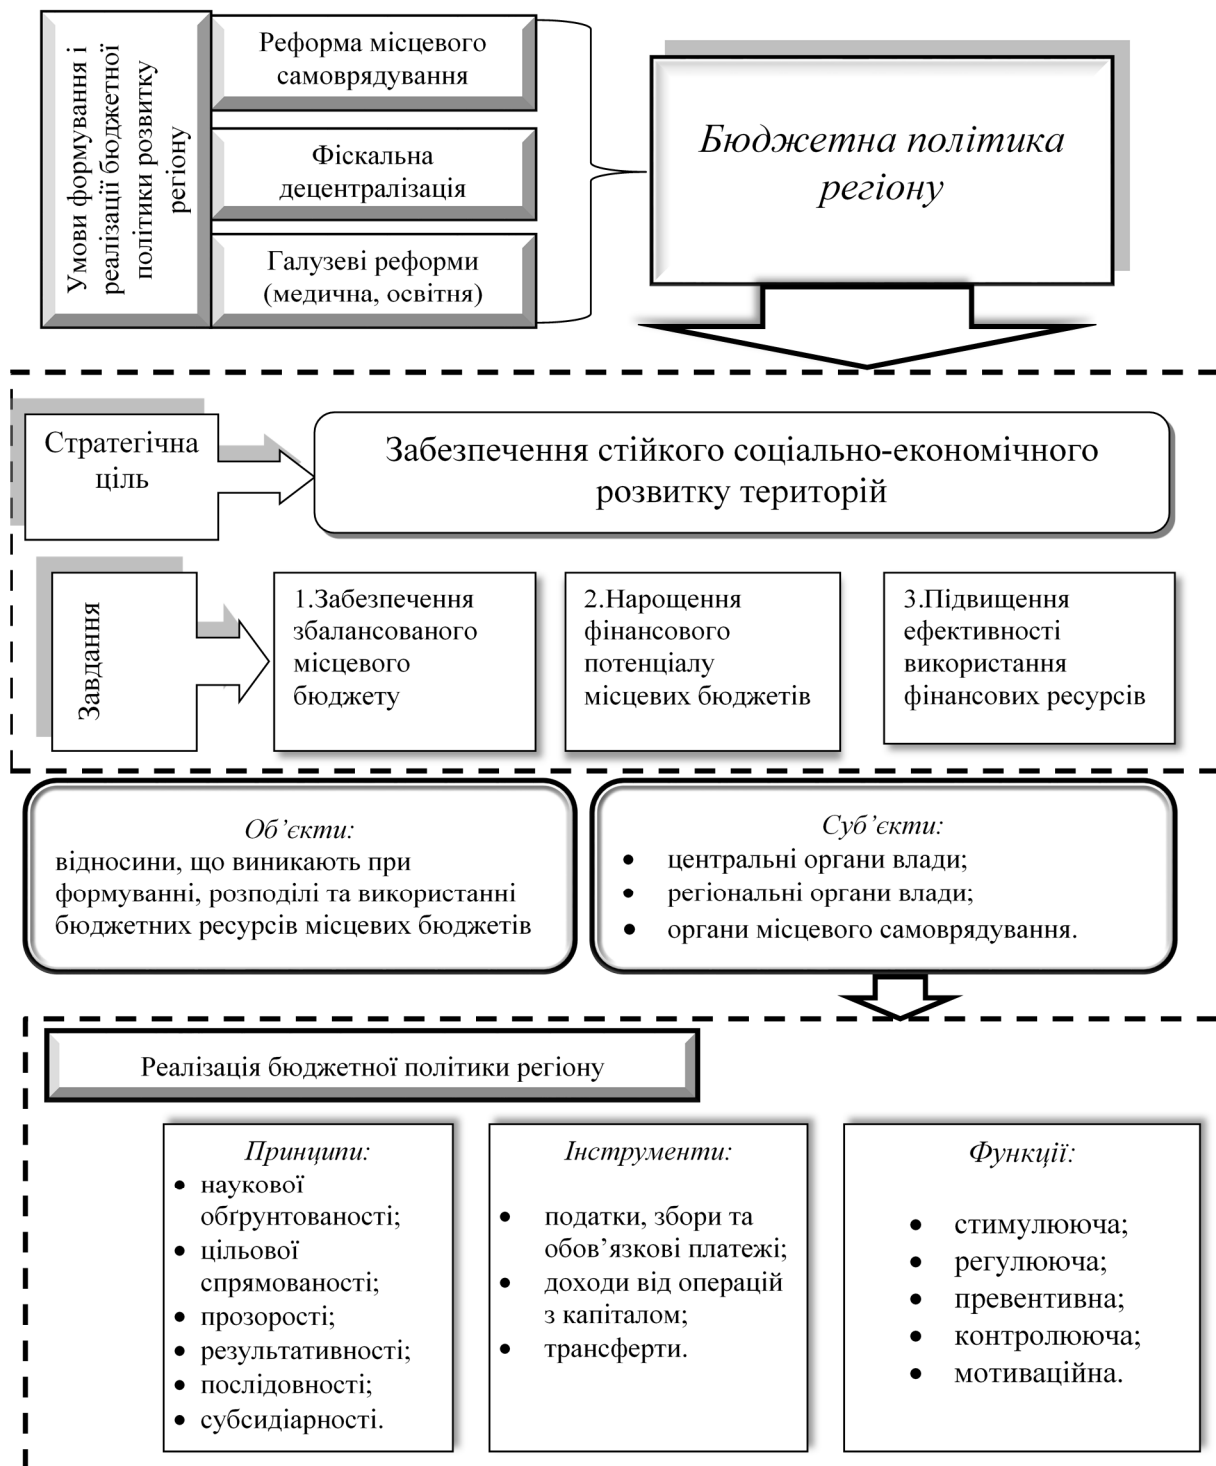 Умови формування і
реалізації бюджетної
політики розвитку
регіону
Реформа місцевого
самоврядування
Фіскальна
децентралізація
Галузеві реформи
(медична, освітня)
Бюджетна політика
регіону
Стратегічна
ціль
Забезпечення стійкого соціально-економічного
розвитку територій
Завдання
1.Забезпечення
збалансованого
місцевого
бюджету
2.Нарощення
фінансового
потенціалу
місцевих бюджетів
3.Підвищення
ефективності
використання
фінансових ресурсів
Об’єкти:
відносини, що виникають при
формуванні, розподілі та використанні
бюджетних ресурсів місцевих бюджетів
Суб’єкти:
• центральні органи влади;
• регіональні органи влади;
• органи місцевого самоврядування.
Реалізація бюджетної політики регіону
Принципи:
• наукової
обґрунтованості;
• цільової
спрямованості;
• прозорості;
• результативності;
• послідовності;
• субсидіарності.
Інструменти:
• податки, збори та
обов’язкові платежі;
• доходи від операцій
з капіталом;
• трансферти.
Функції:
• стимулююча;
• регулююча;
• превентивна;
• контролююча;
• мотиваційна.